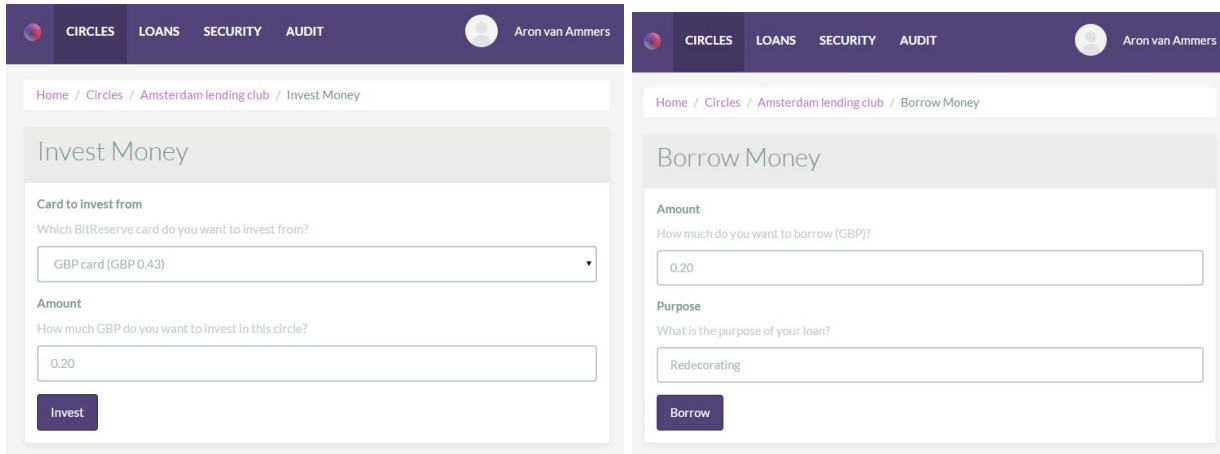 CIRCLES LOANS SECURITY AUDIT Aron van Ammers
Home / Circles / Amsterdam lending club / Invest Money
Invest Money
Card to invest from
Which BitReserve card do you want to invest from?
GBP card (GBP 0.43)
Amount
How much GBP do you want to invest in this circle?
0.20
Invest
CIRCLES LOANS SECURITY AUDIT Aron van Ammers
Home / Circles / Amsterdam lending club / Borrow Money
Borrow Money
Amount
How much do you want to borrow (GBP)?
0.20
Purpose
What is the purpose of your loan?
Redecorating
Borrow